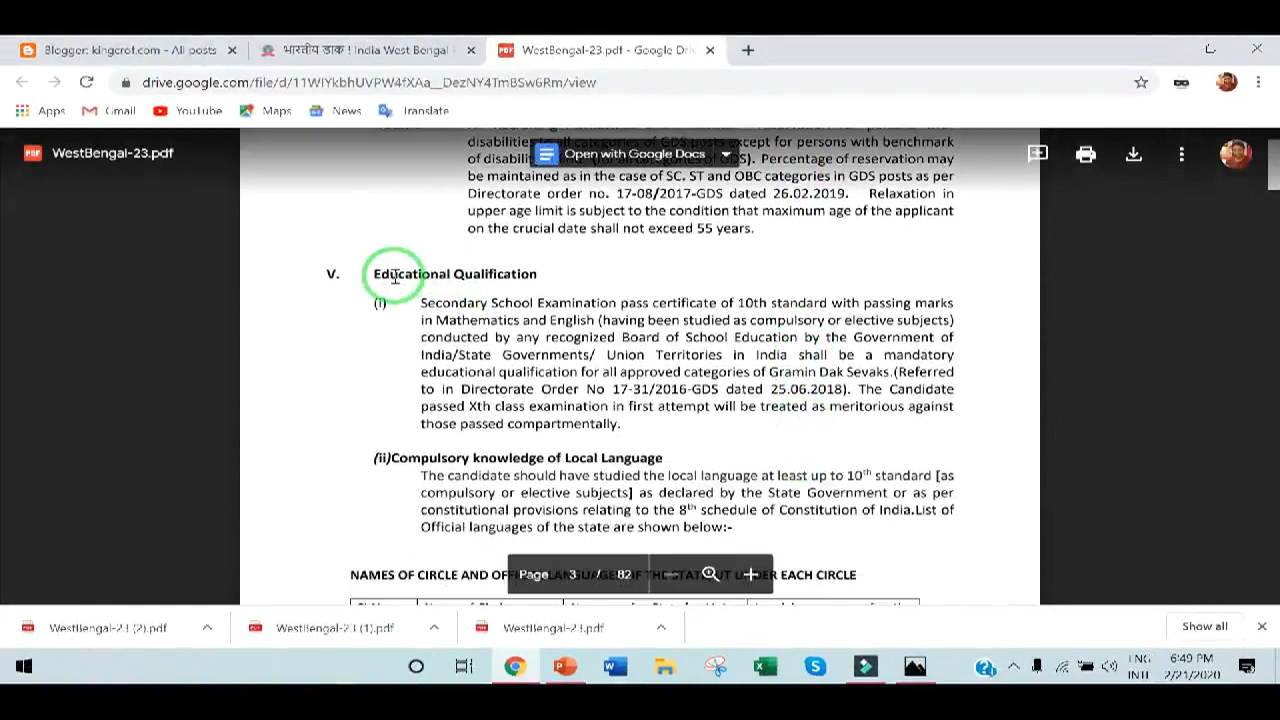 Blogger: kingcrof.com - All posts
भारतीय डाक ! India West Bengal
WestBengal-23.pdf - Google Dri
drive.google.com/file/d/11WIYkbhUVPW4fXAa__DezNY4TmBSw6Rm/view
Apps Gmail YouTube Maps News Translate
WestBengal-23.pdf
Open with Google Docs
disabilities to all categories of GDS posts except for persons with benchmark
of disability (for all categories of GDS). Percentage of reservation may
be maintained as in the case of SC. ST and OBC categories in GDS posts as per
Directorate order no. 17-08/2017-GDS dated 26.02.2019. Relaxation in
upper age limit is subject to the condition that maximum age of the applicant
on the crucial date shall not exceed 55 years.
V. Educational Qualification
(i) Secondary School Examination pass certificate of 10th standard with passing marks
in Mathematics and English (having been studied as compulsory or elective subjects)
conducted by any recognized Board of School Education by the Government of
India/State Governments/ Union Territories in India shall be a mandatory
educational qualification for all approved categories of Gramin Dak Sevaks.(Referred
to in Directorate Order No 17-31/2016-GDS dated 25.06.2018). The Candidate
passed Xth class examination in first attempt will be treated as meritorious against
those passed compartmentally.
(ii)Compulsory knowledge of Local Language
The candidate should have studied the local language at least up to 10th standard [as
compulsory or elective subjects] as declared by the State Government or as per
constitutional provisions relating to the 8th schedule of Constitution of India.List of
Official languages of the state are shown below:-
NAMES OF CIRCLE AND OFFICIAL LANGUAGE OF THE STATE/UT UNDER EACH CIRCLE
Page 3 / 82
WestBengal-23 (2).pdf
WestBengal-23 (1).pdf
WestBengal-23.pdf
Show all
ENG
INTL
6:49 PM
2/21/2020